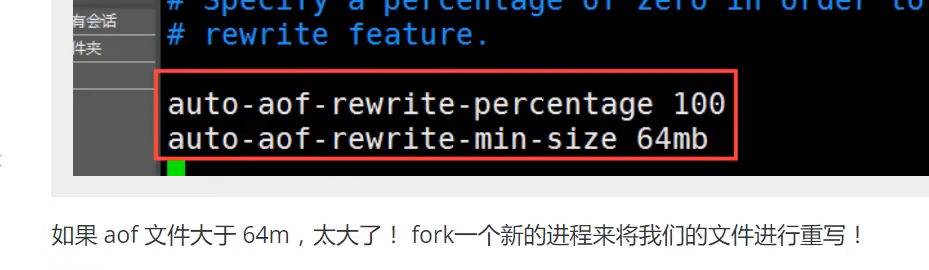 # Specify a percentage of zero in order to
有会话
# rewrite feature.
件夹
auto-aof-rewrite-percentage 100
auto-aof-rewrite-min-size 64mb
如果 aof 文件大于 64m，太大了！ fork一个新的进程来将我们的文件进行重写！